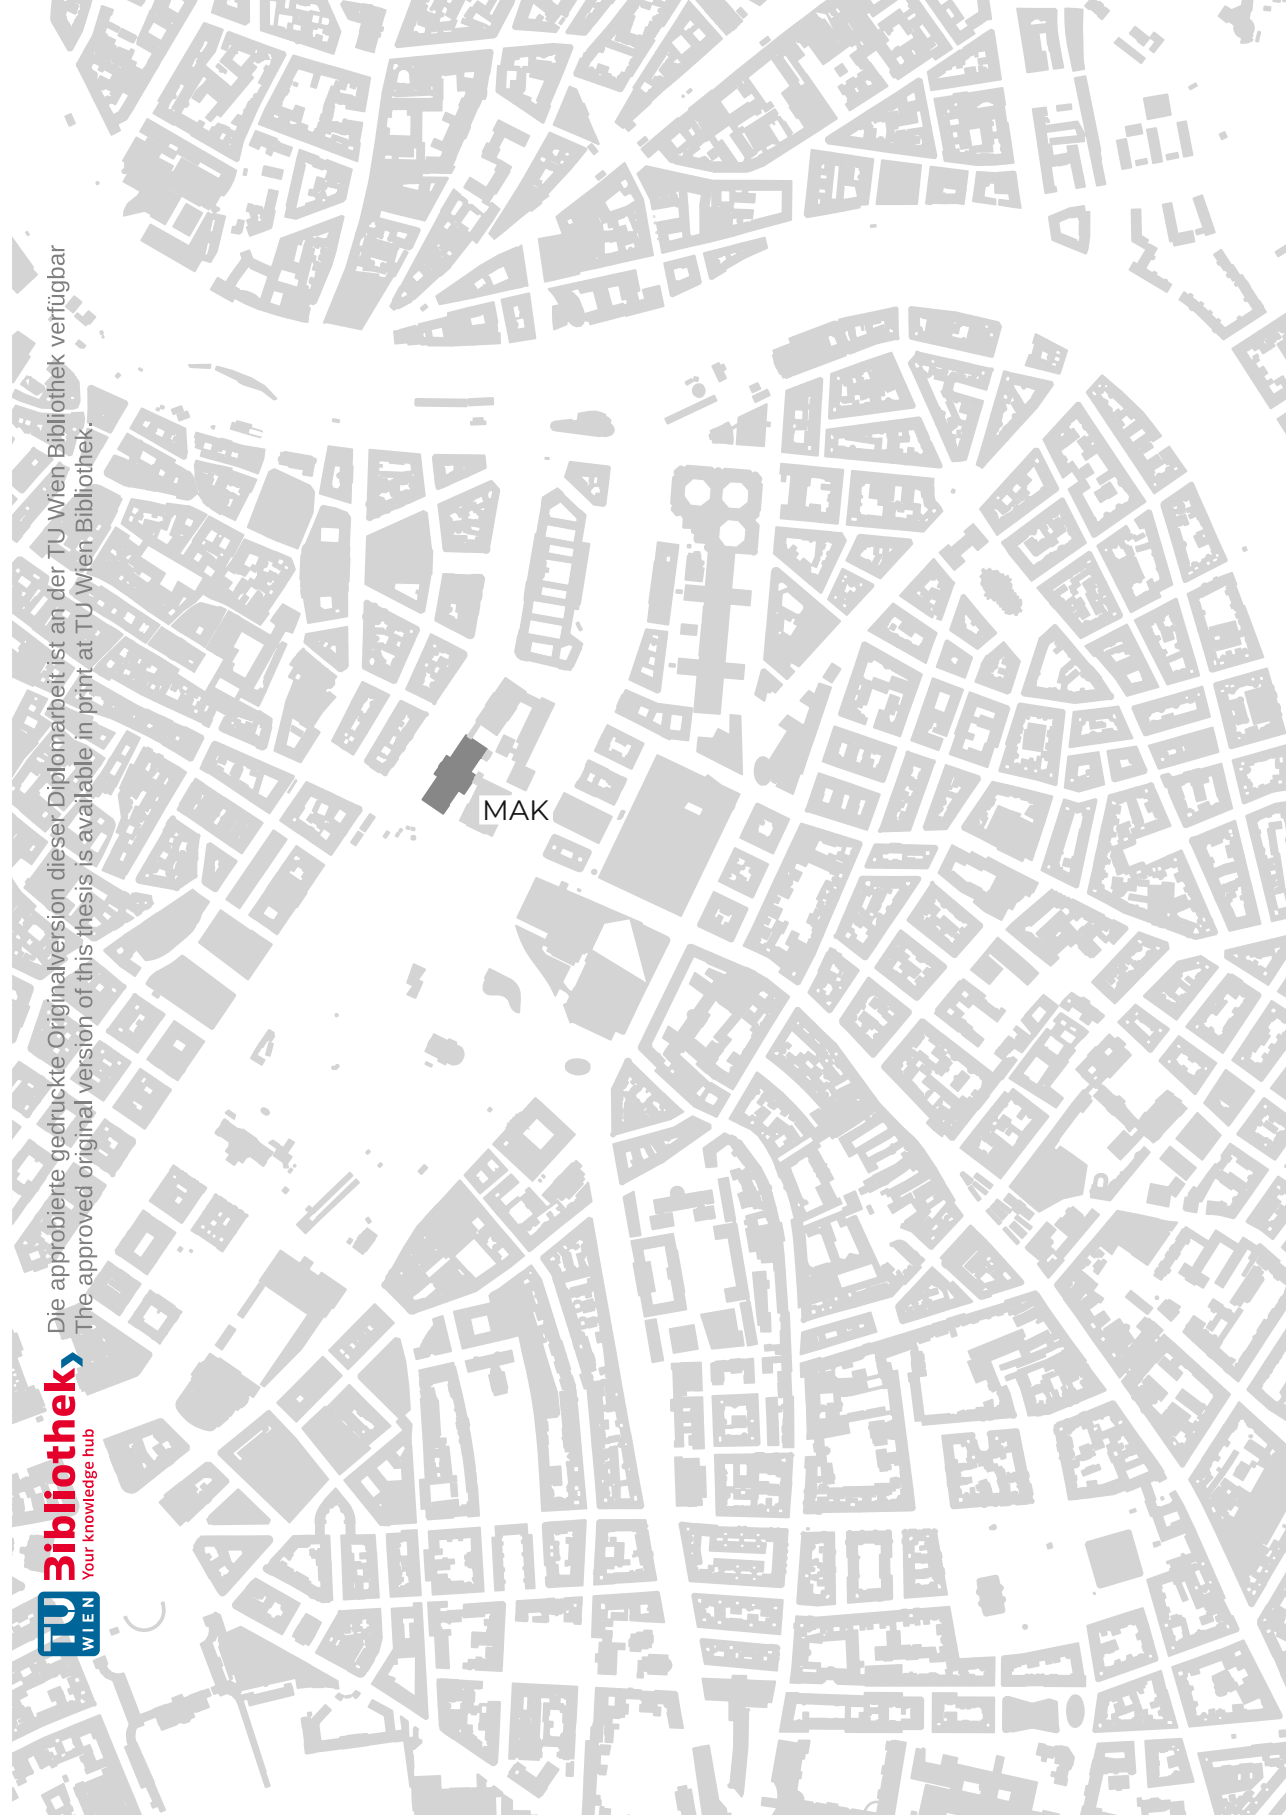 MAK
Die approbierte gedruckte Originalversion dieser Diplomarbeit ist an der TU Wien Bibliothek verfügbar
The approved original version of this thesis is available in print at TU Wien Bibliothek.
TU
WIEN
Bibliothek
Your knowledge hub